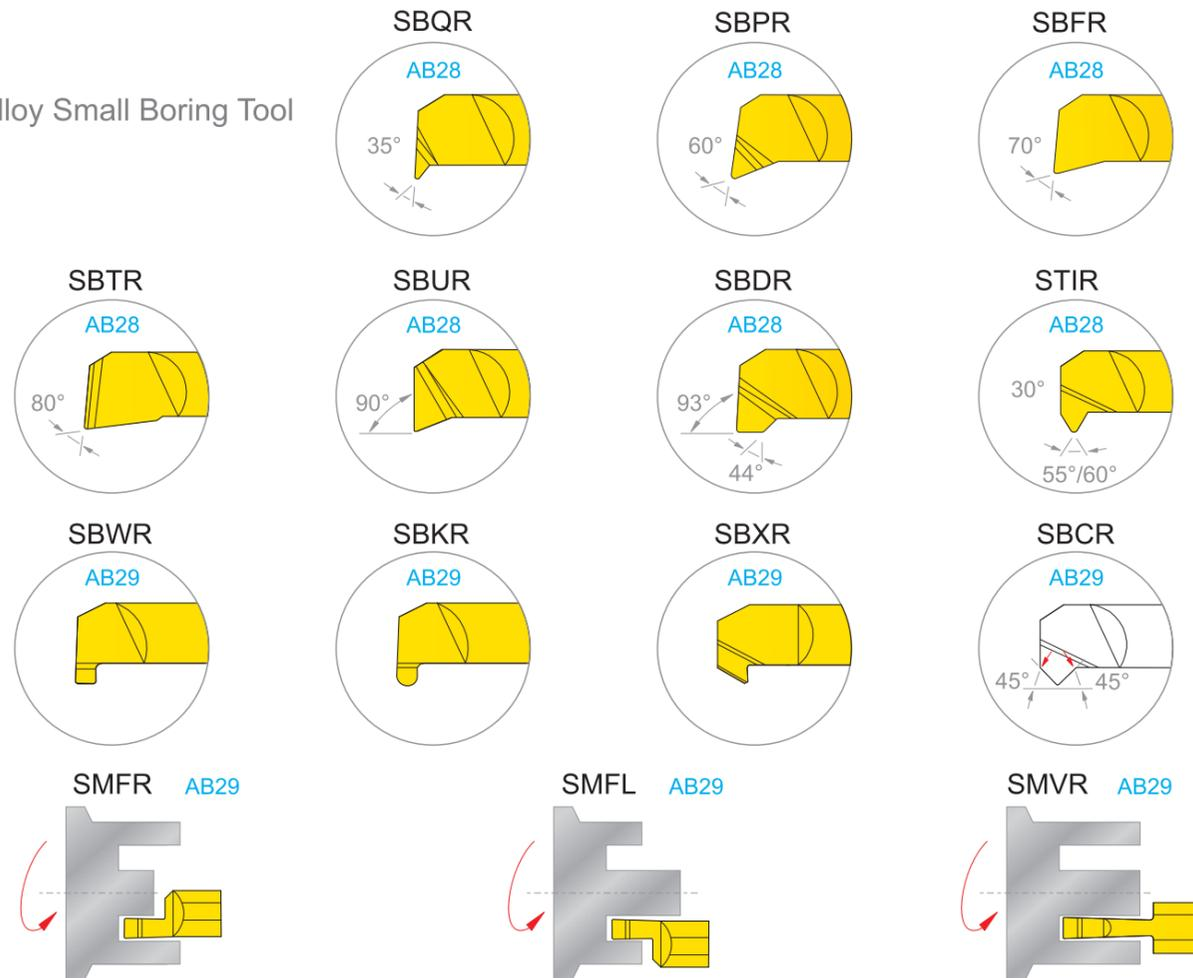 SBQR
SBPR
SBFR
AB28
AB28
AB28
lloy Small Boring Tool
35°
60°
70°
SBTR
SBUR
SBDR
STIR
AB28
AB28
AB28
AB28
80°
90°
93°
30°
44°
55°/60°
SBWR
SBKR
SBXR
SBCR
AB29
AB29
AB29
AB29
45°
45°
SMFR AB29
SMFL AB29
SMVR AB29